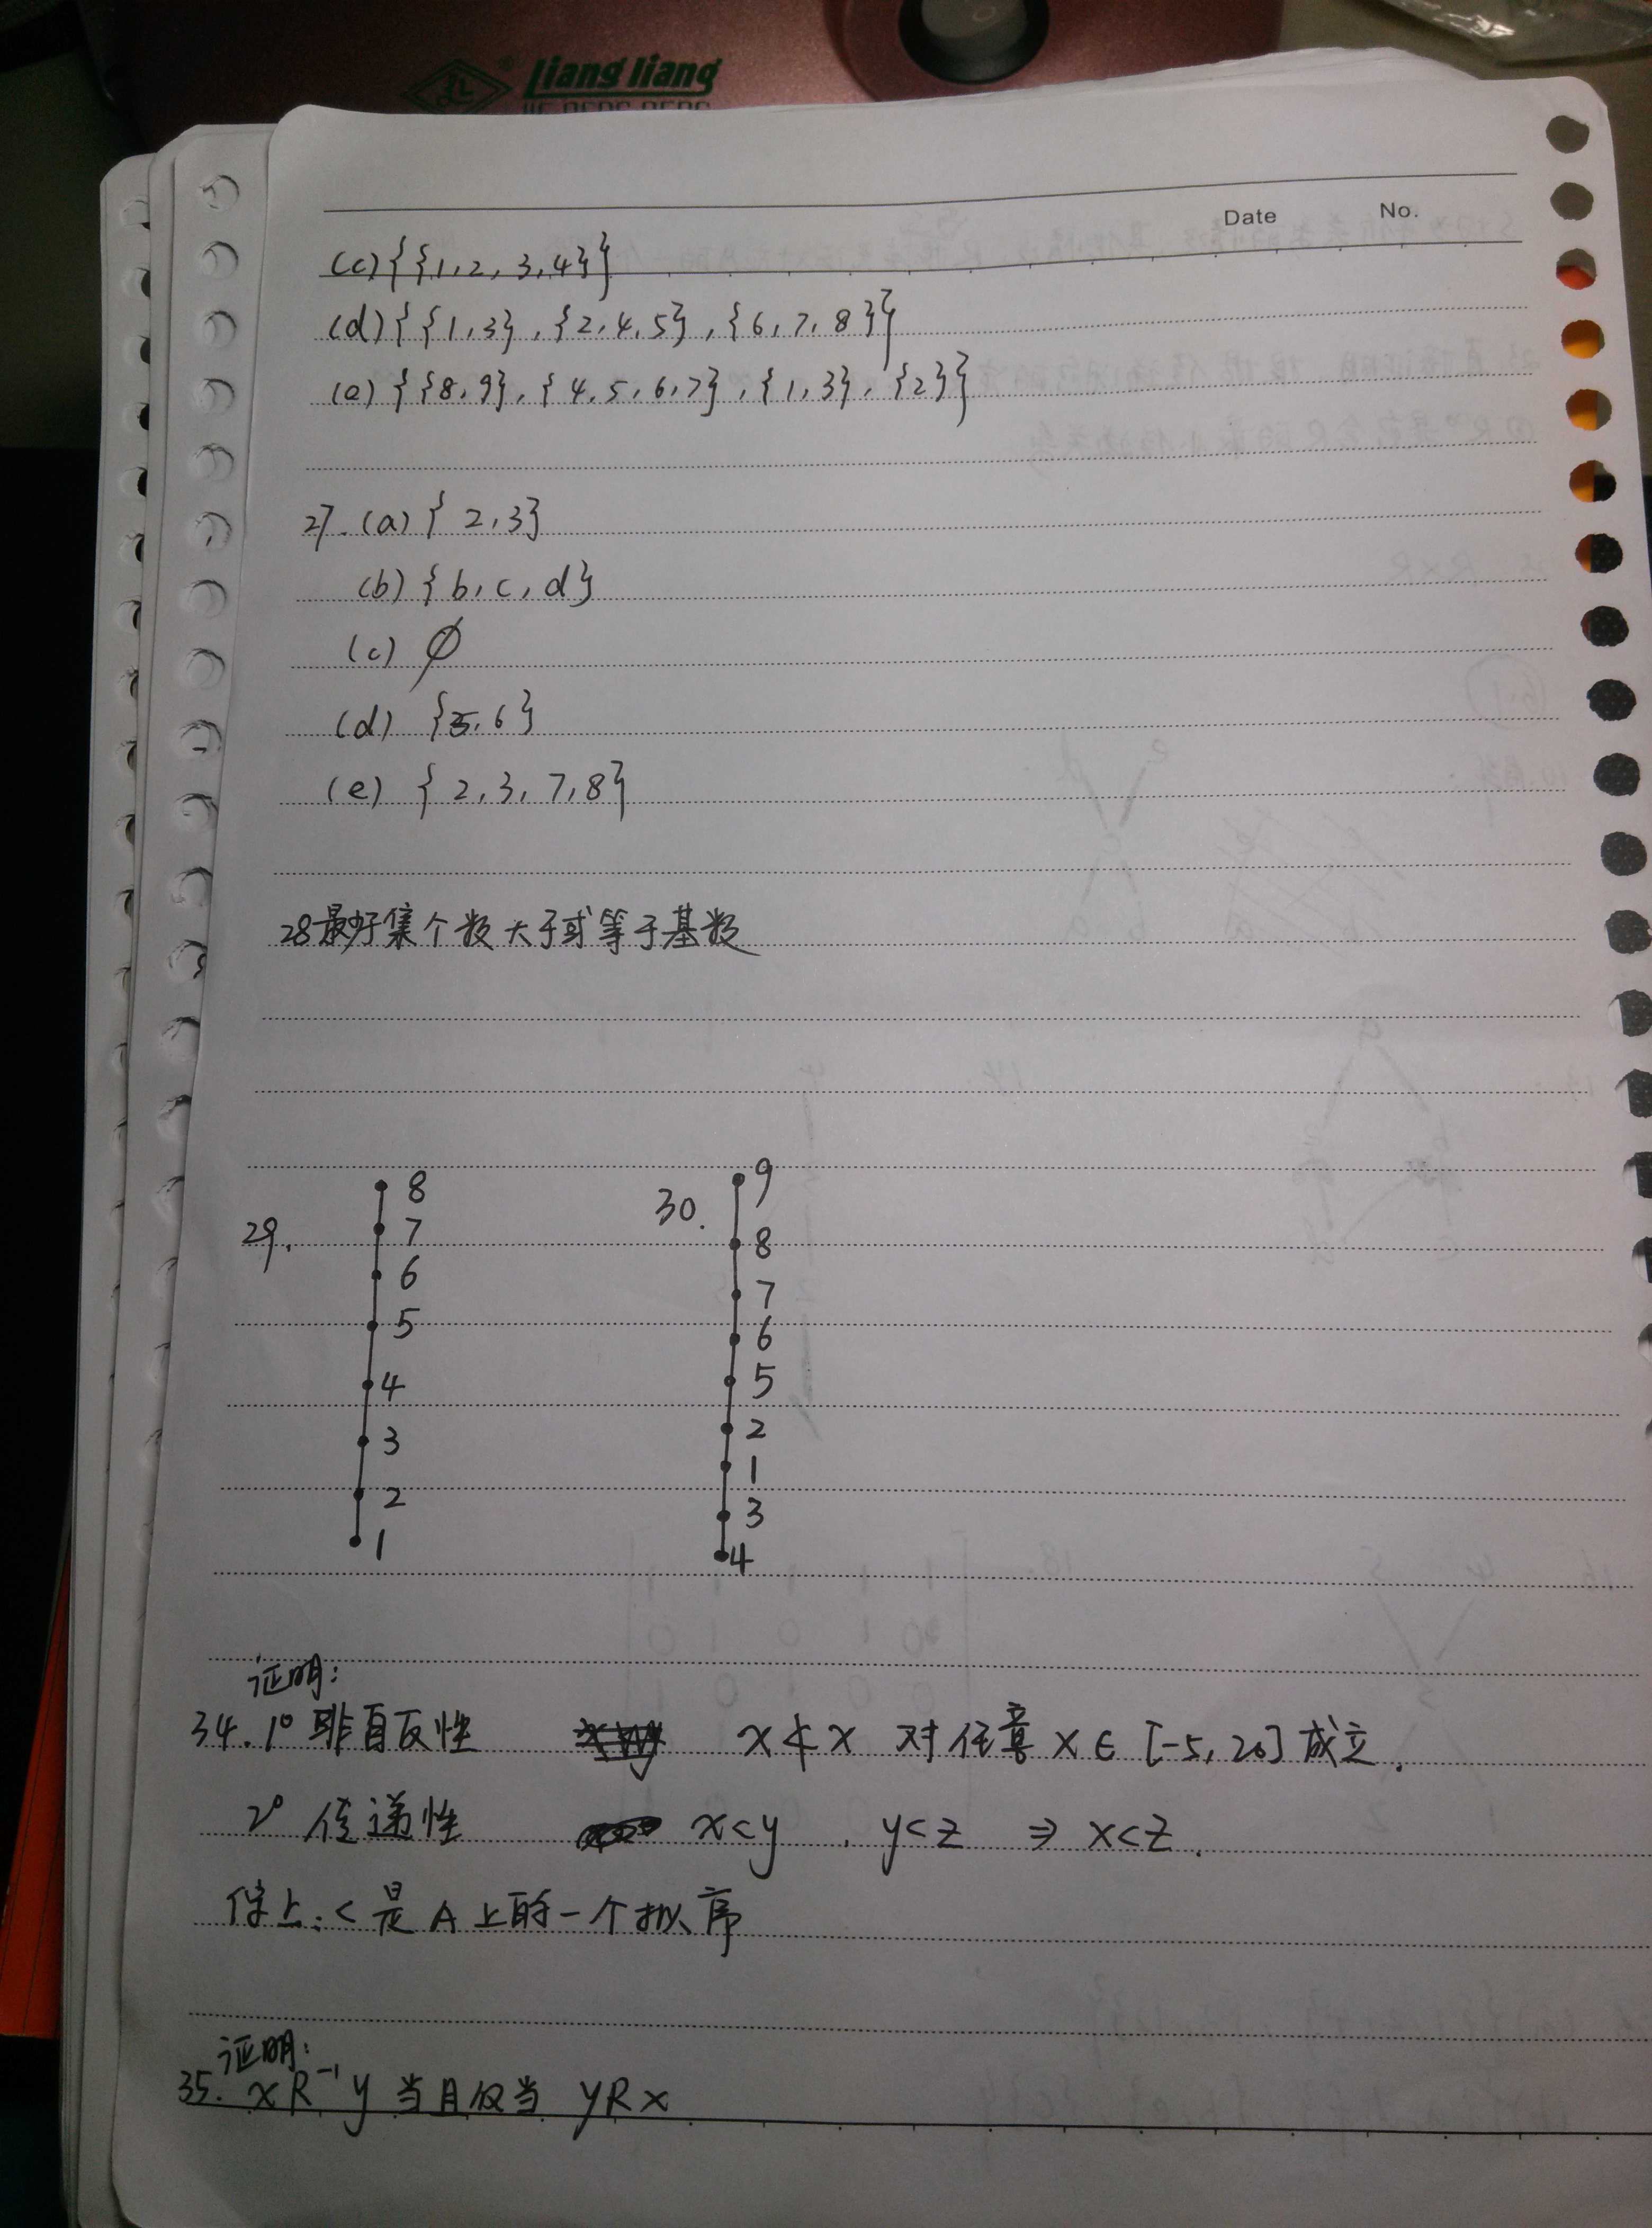 Liang liang
Date No.
(c) { {1, 2, 3, 4} }
(d) { {1, 3} , {2, 4, 5} , {6, 7, 8} }
(e) { {8, 9} , {4, 5, 6, 7} , {1, 3} , {2} }
27. (a) { 2, 3 }
(b) { b, c, d }
(c) ∅
(d) {5, 6}
(e) { 2, 3, 7, 8 }
28 最好集个数大于或等于基数
29.
8
7
6
5
4
3
2
1
30.
9
8
7
6
5
2
1
3
4
证明:
34. 1° 非自反性 x ≮ x 对任意 x ∈ [-5, 20] 成立.
2° 传递性 x<y , y<z ⇒ x<z.
综上: < 是 A 上的一个拟序
证明:
35. xR⁻¹y 当且仅当 yRx